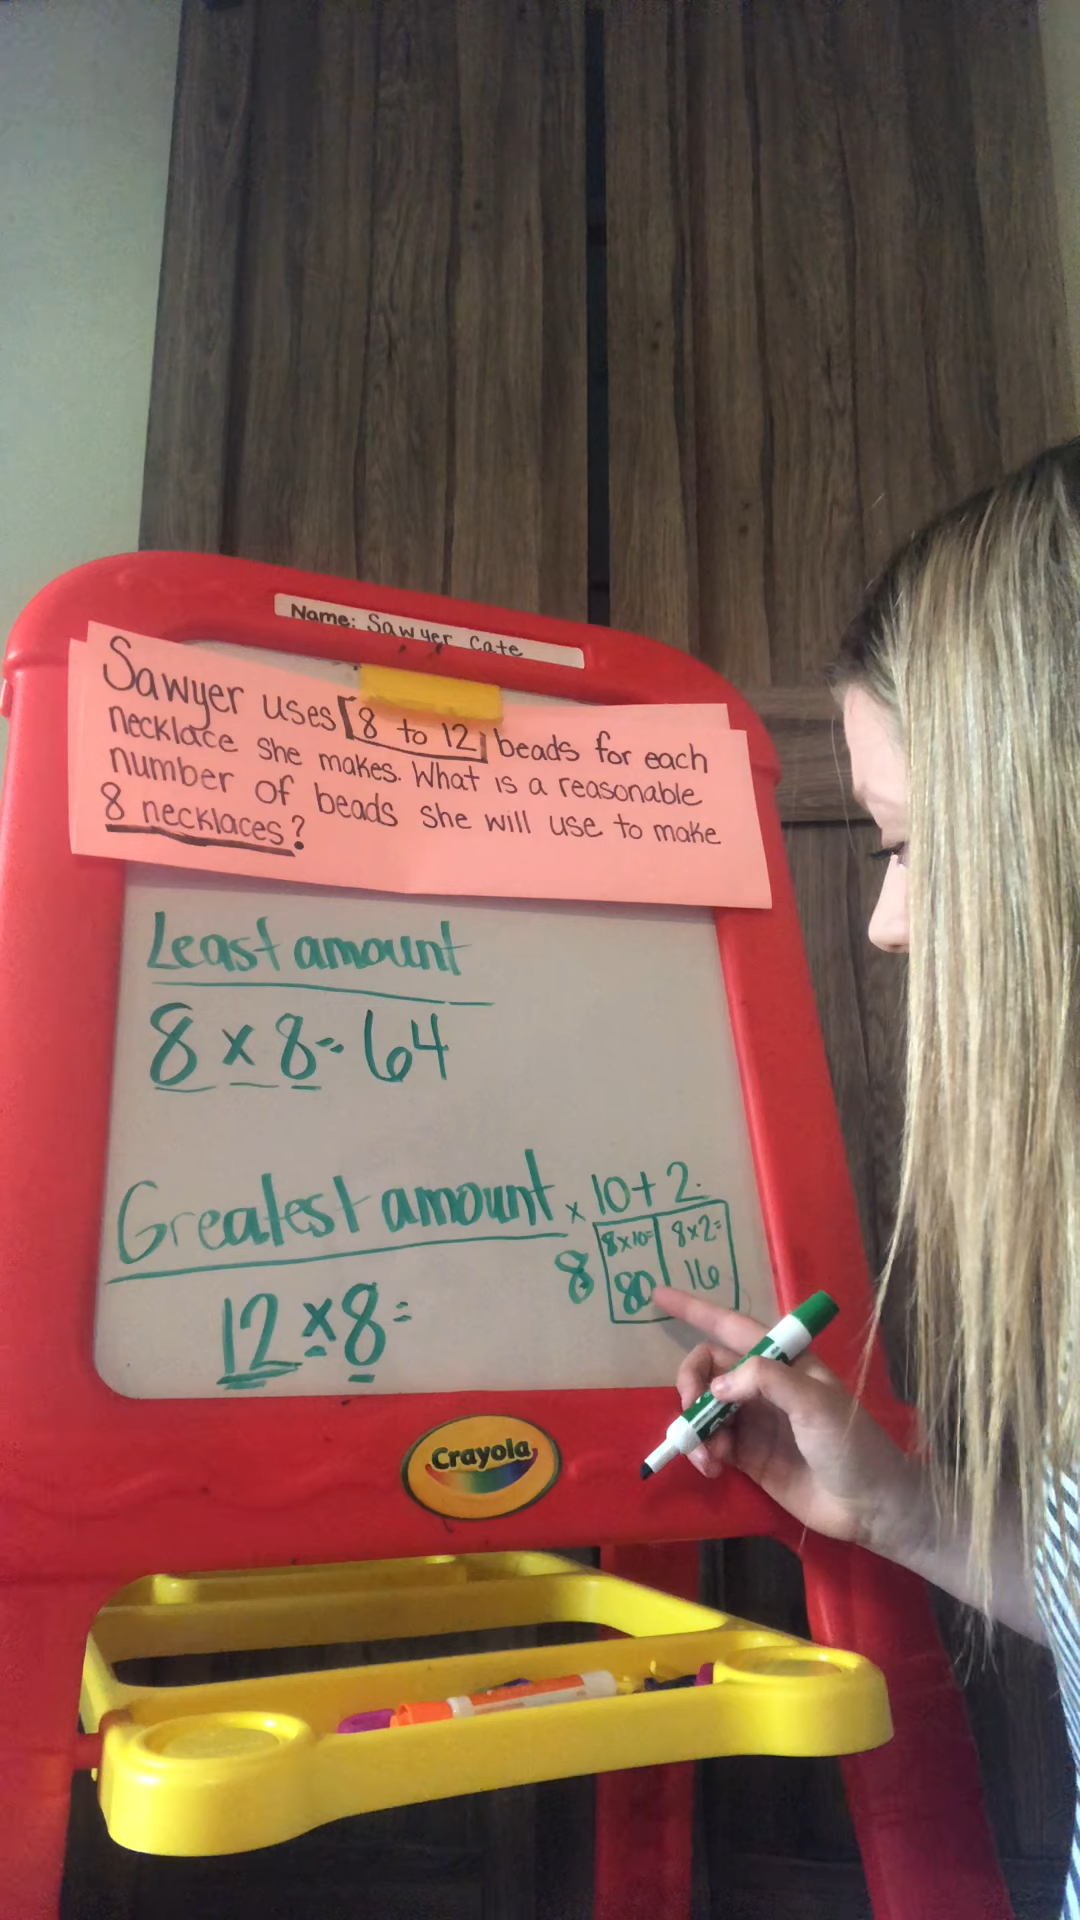 Name: Sawyer Cate
Sawyer uses [8 to 12] beads for each
necklace she makes. What is a reasonable
number of beads she will use to make
8 necklaces?
Least amount
8 x 8 = 64
Greatest amount
x 10 + 2
8 8x10= 8x2=
80 16
12 x 8 =
Crayola